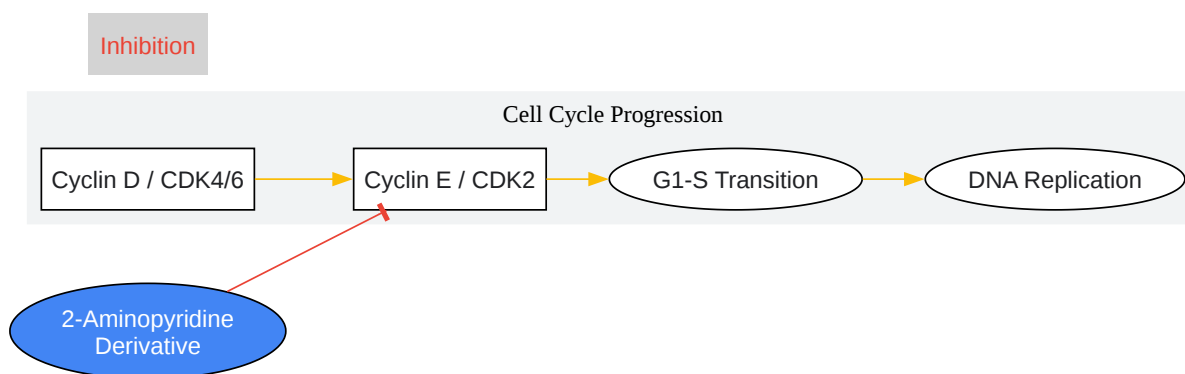 Inhibition
Cell Cycle Progression
Cyclin D / CDK4/6
Cyclin E / CDK2
G1-S Transition
DNA Replication
2-Aminopyridine
Derivative